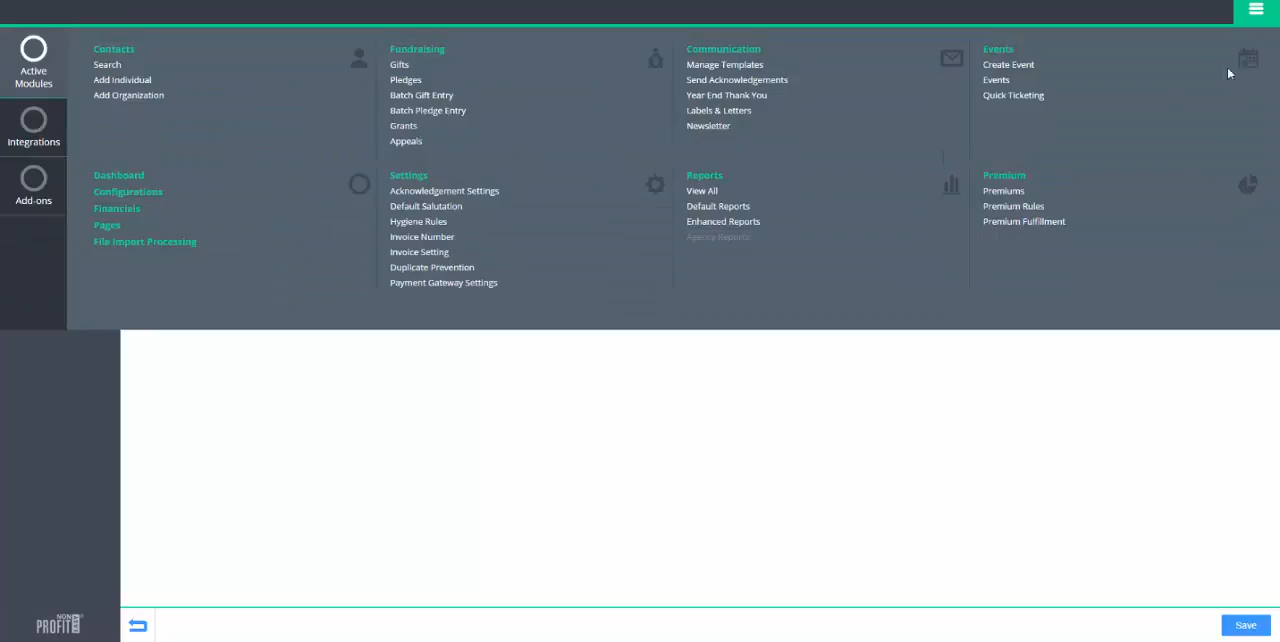 Active
Modules
Integrations
Add-ons
Contacts
Search
Add Individual
Add Organization
Fundraising
Gifts
Pledges
Batch Gift Entry
Batch Pledge Entry
Grants
Appeals
Communication
Manage Templates
Send Acknowledgements
Year End Thank You
Labels & Letters
Newsletter
Events
Create Event
Events
Quick Ticketing
Dashboard
Configurations
Financials
Pages
File Import Processing
Settings
Acknowledgement Settings
Default Salutation
Hygiene Rules
Invoice Number
Invoice Setting
Duplicate Prevention
Payment Gateway Settings
Reports
View All
Default Reports
Enhanced Reports
Agency Reports
Premium
Premiums
Premium Rules
Premium Fulfillment
NON
PROFIT
Save